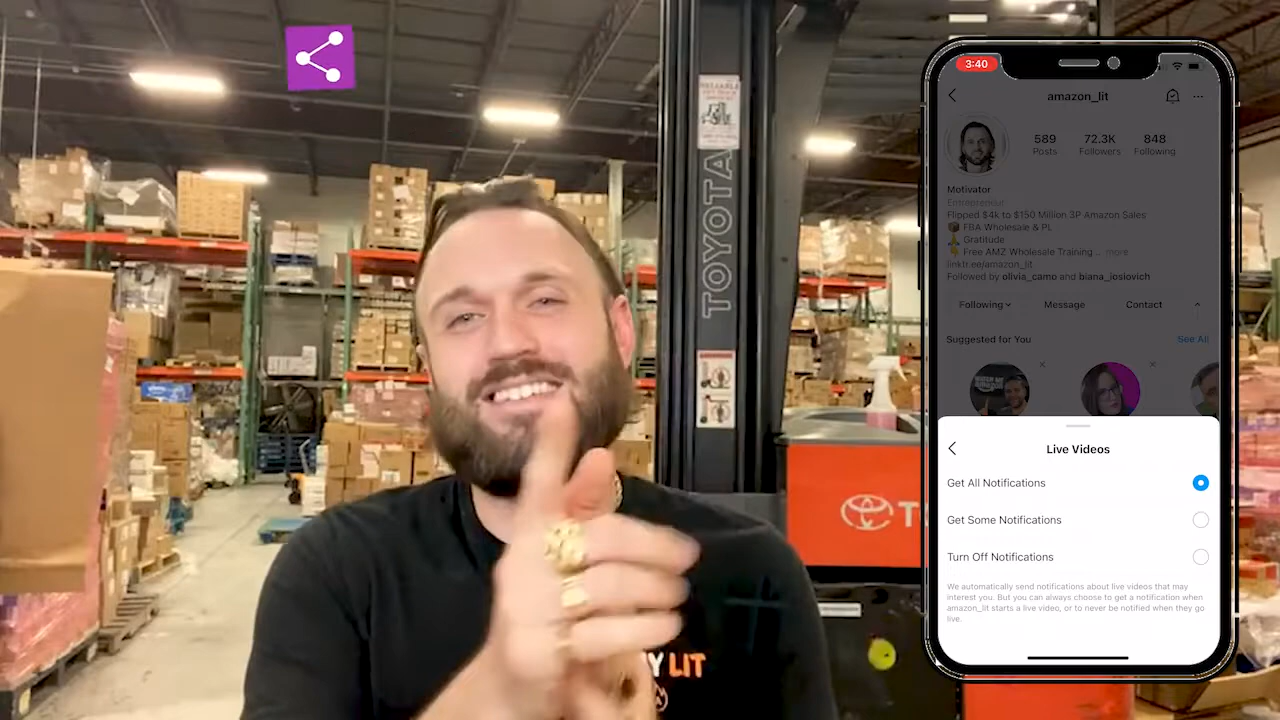 TOYOTA
T
Y LIT
3:40
amazon_lit
589
72.3K
848
Posts
Followers
Following
Motivator
Entrepreneur
Flipped $4k to $150 Million 3P Amazon Sales
FBA Wholesale & PL
Gratitude
Free AMZ Wholesale Training ... more
linktr.ee/amazon_lit
Followed by olivia_camo and biana_iosiovich
Following
Message
Contact
Suggested for You
See All
Live Videos
Get All Notifications
Get Some Notifications
Turn Off Notifications
We automatically send notifications about live videos that may
interest you. But you can always choose to get a notification when
amazon_lit starts a live video, or to never be notified when they go
live.